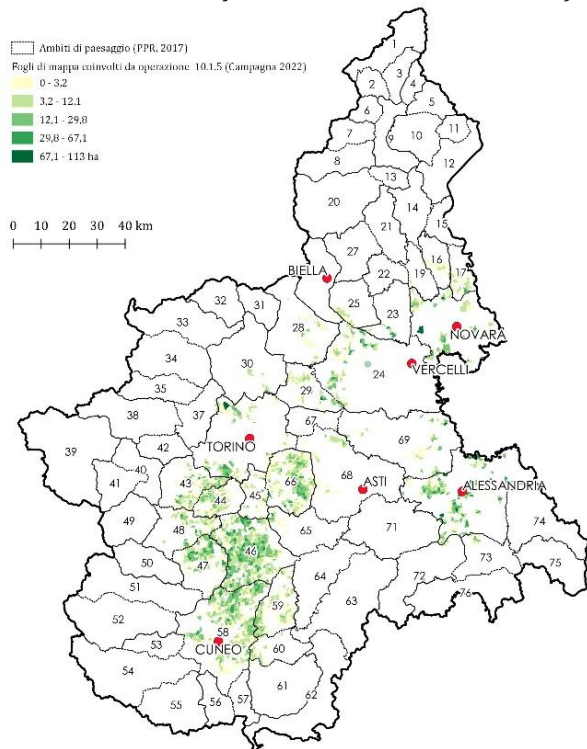 Ambiti di paesaggio (PPR, 2017)
Fogli di mappa coinvolti da operazione 10.1.5 (Campagna 2022)
0 - 3,2
3,2 - 12,1
12,1 - 29,8
29,8 - 67,1
67,1 - 113 ha
0 10 20 40 km
1
2 3 4
6 5
7 9 10 11
8 12
13
20 14
21 15
27 16
BIELLA 22 19 17
32 31 25 23
33 28 NOVARA
34 30 VERCELLI
24
35 29
38 37 67
39 42 TORINO 69
40 68
41 43 44 45 66 ASTI ALESSANDRIA
49 48 65 71 74
50 47 46
51 64 72 73 75
52 59 63 76
53 58
CUNEO 60
54 61
55 56 57 62